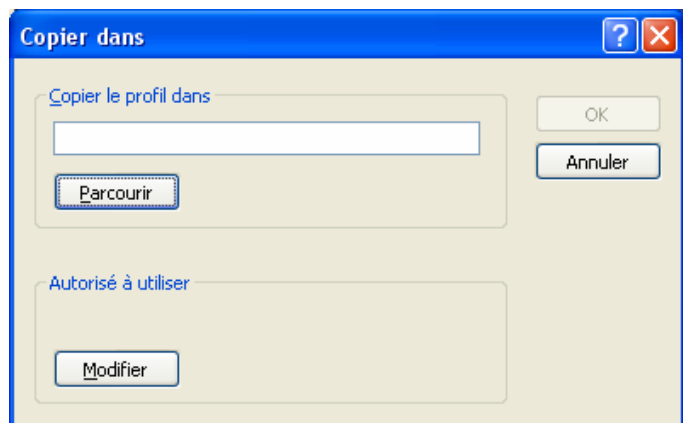 Copier dans
Copier le profil dans
OK
Parcourir
Annuler
Autorisé à utiliser
Modifier